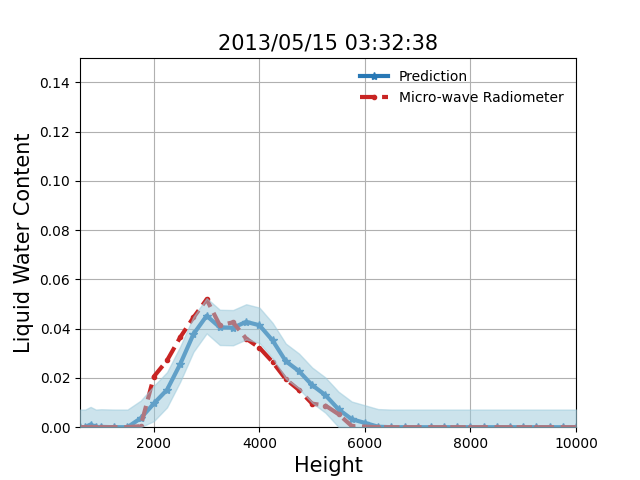 2013/05/15 03:32:38
Prediction
Micro-wave Radiometer
Liquid Water Content
0.14
0.12
0.10
0.08
0.06
0.04
0.02
0.00
2000 4000 6000 8000 10000
Height